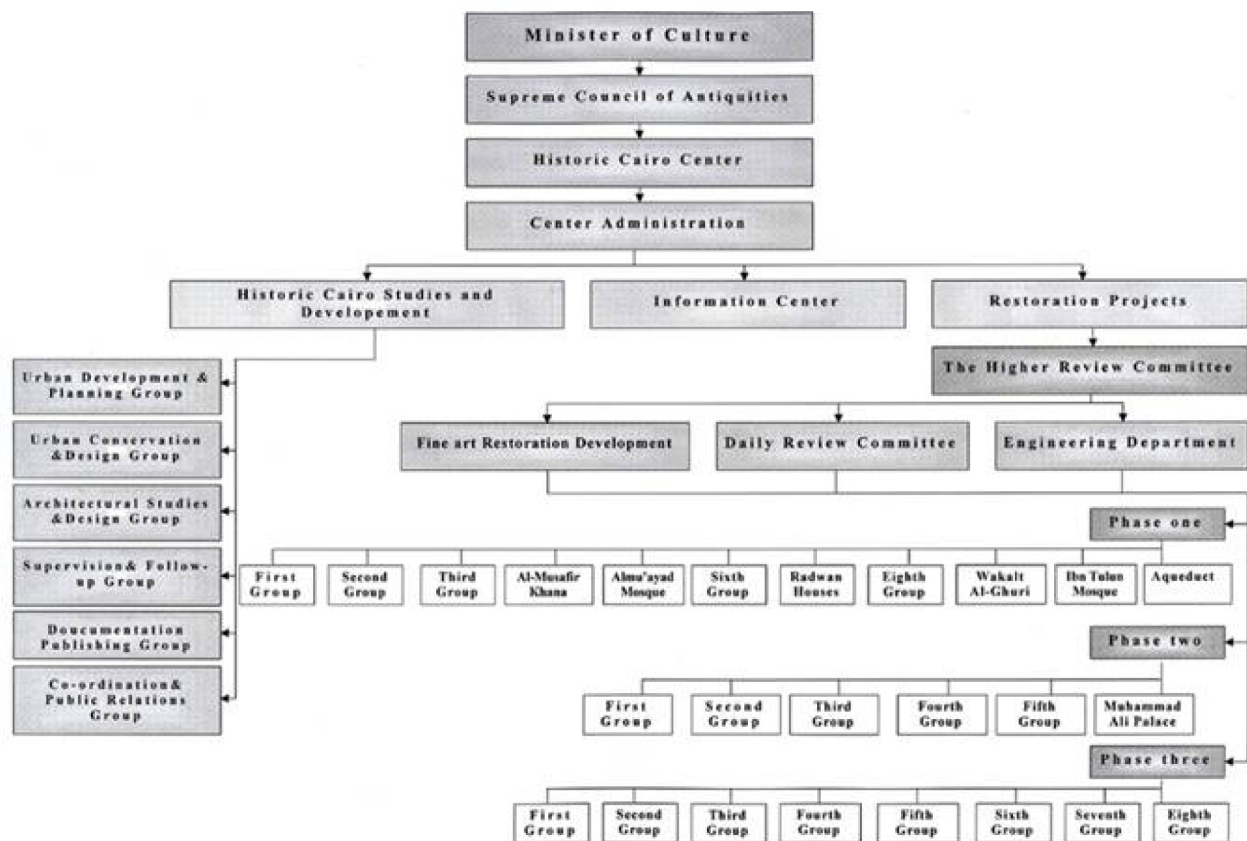 Minister of Culture
Supreme Council of Antiquities
Historic Cairo Center
Center Administration
Historic Cairo Studies and
Developement
Information Center
Restoration Projects
The Higher Review Committee
Fine art Restoration Development
Daily Review Committee
Engineering Department
Urban Development &
Planning Group
Urban Conservation
&Design Group
Architectural Studies
&Design Group
Supervision& Follow-
up Group
Doucumentation
Publishing Group
Co-ordination&
Public Relations
Group
Phase one
First
Group
Second
Group
Third
Group
Al-Musafir
Khana
Almu'ayad
Mosque
Sixth
Group
Radwan
Houses
Eighth
Group
Wakalt
Al-Ghuri
Ibn Tulun
Mosque
Aqueduct
Phase two
First
Group
Second
Group
Third
Group
Fourth
Group
Fifth
Group
Muhammad
Ali Palace
Phase three
First
Group
Second
Group
Third
Group
Fourth
Group
Fifth
Group
Sixth
Group
Seventh
Group
Eighth
Group